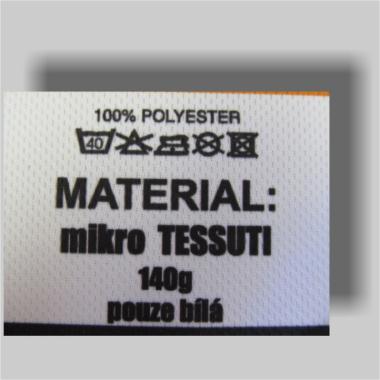 100% POLYESTER
40
MATERIAL:
mikro TESSUTI
140g
pouze bílá